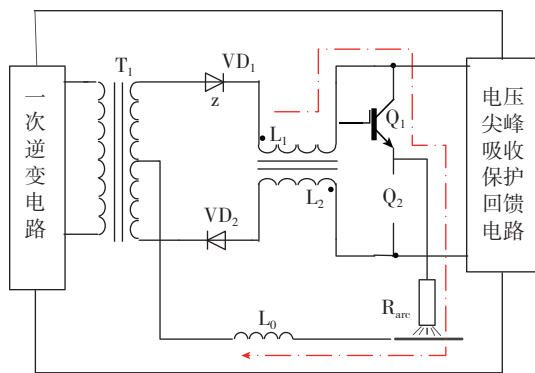 一次逆变电路
T₁
VD₁
z
L₁
L₂
VD₂
L₀
Q₁
Q₂
Rarc
电压
尖峰
吸收
保护
回馈
电路